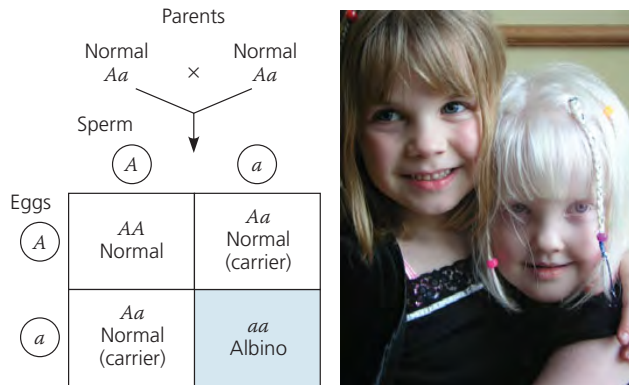 Parents
Normal Normal
Aa × Aa
Sperm
A a
Eggs
A
AA
Normal
Aa
Normal
(carrier)
a
Aa
Normal
(carrier)
aa
Albino